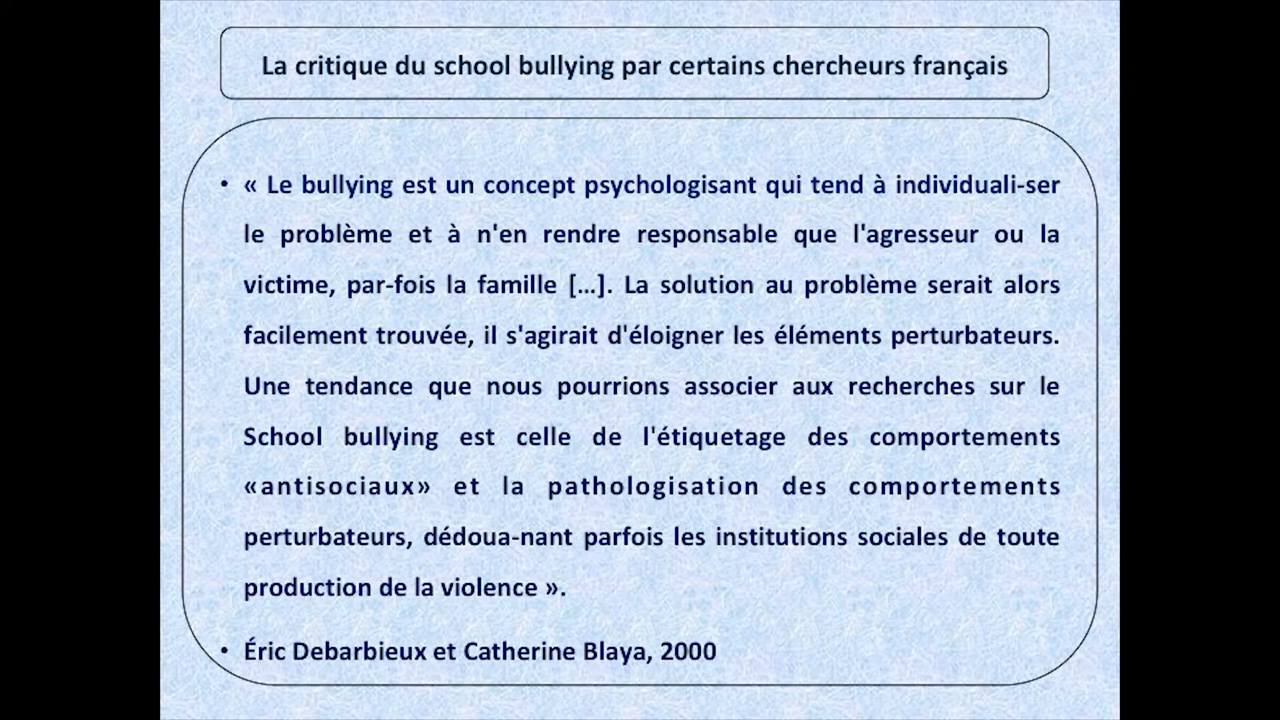 La critique du school bullying par certains chercheurs français
• « Le bullying est un concept psychologisant qui tend à individuali-ser
le problème et à n'en rendre responsable que l'agresseur ou la
victime, par-fois la famille [...]. La solution au problème serait alors
facilement trouvée, il s'agirait d'éloigner les éléments perturbateurs.
Une tendance que nous pourrions associer aux recherches sur le
School bullying est celle de l'étiquetage des comportements
«antisociaux» et la pathologisation des comportements
perturbateurs, dédoua-nant parfois les institutions sociales de toute
production de la violence ».
• Éric Debarbieux et Catherine Blaya, 2000